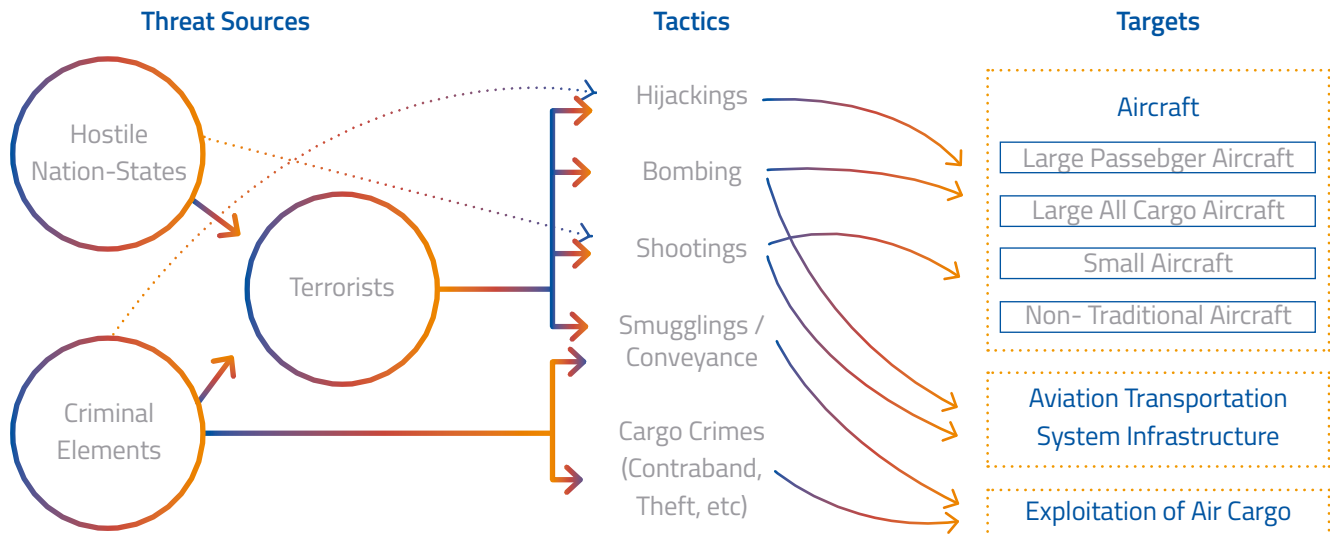 Threat Sources
Tactics
Targets
Hostile
Nation-States
Terrorists
Criminal
Elements
Hijackings
Bombing
Shootings
Smugglings /
Conveyance
Cargo Crimes
(Contraband,
Theft, etc)
Aircraft
Large Passebger Aircraft
Large All Cargo Aircraft
Small Aircraft
Non- Traditional Aircraft
Aviation Transportation
System Infrastructure
Exploitation of Air Cargo